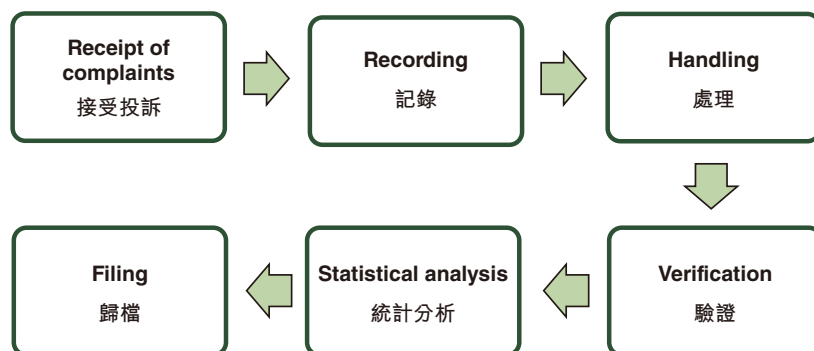 Receipt of
complaints
接受投訴
Recording
記錄
Handling
處理
Verification
驗證
Statistical analysis
統計分析
Filing
歸檔